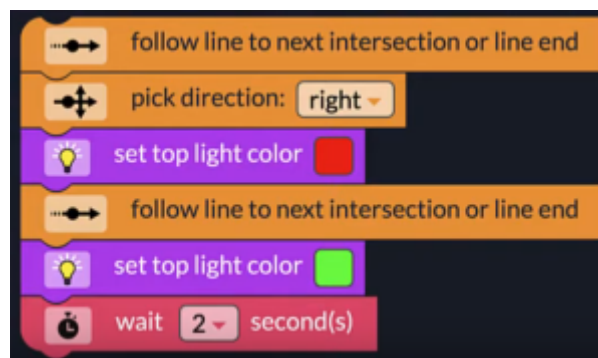 follow line to next intersection or line end
pick direction: right
set top light color
follow line to next intersection or line end
set top light color
wait 2 second(s)